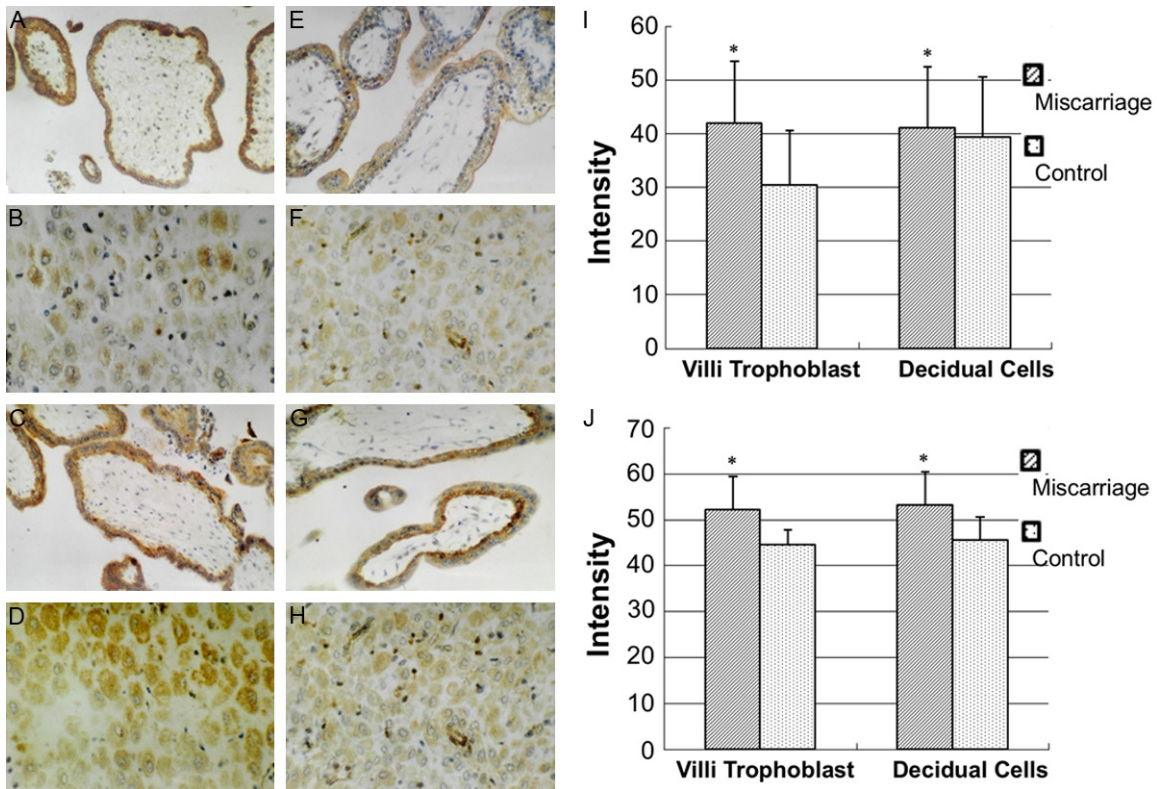 A
E
B
F
C
G
D
H
I
60
50
40
30
20
10
0
Intensity
*
*
Miscarriage
Control
Villi Trophoblast
Decidual Cells
J
70
60
50
40
30
20
10
0
Intensity
*
*
Miscarriage
Control
Villi Trophoblast
Decidual Cells